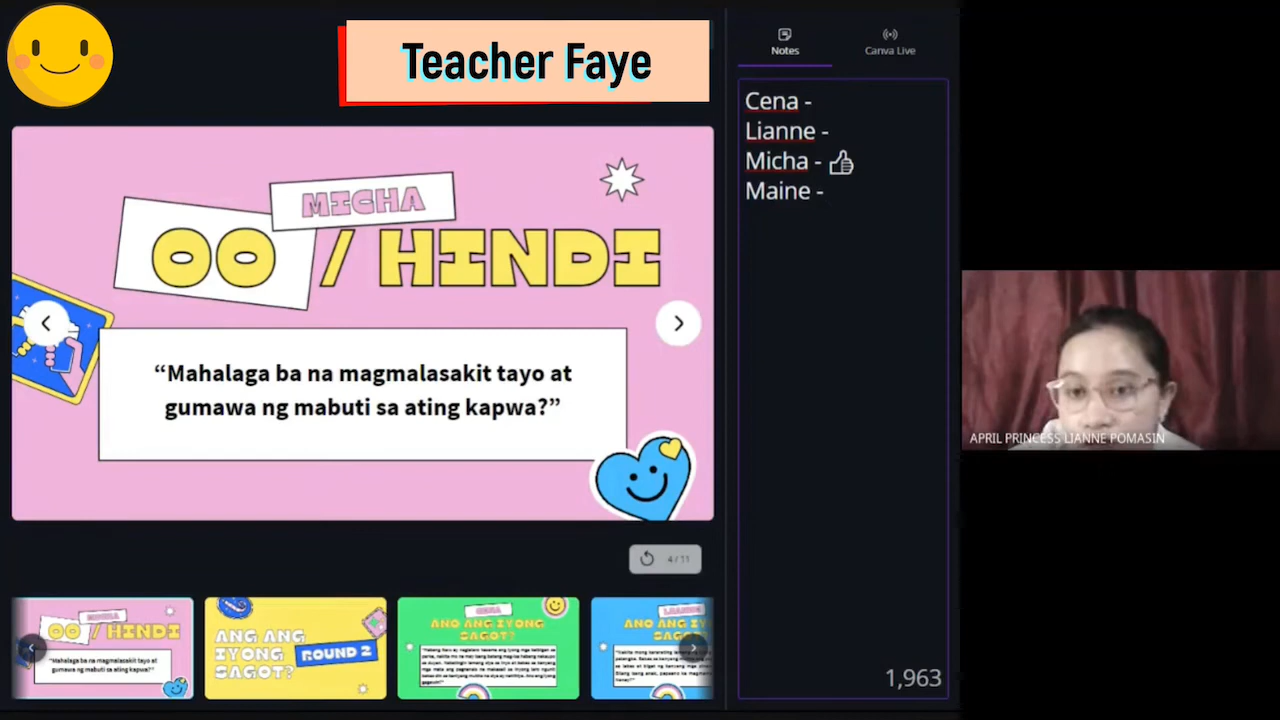 Teacher Faye
Notes
Canva Live
Cena -
Lianne -
Micha - 👍
Maine -
MICHA
OO / HINDI
“Mahalaga ba na magmalasakit tayo at
gumawa ng mabuti sa ating kapwa?”
APRIL PRINCESS LIANNE POMASIN
4 / 11
MICHA
OO / HINDI
“Mahalaga ba na magmalasakit tayo at
gumawa ng mabuti sa ating kapwa?”
ANG ANG
IYONG
SAGOT?
ROUND 2
CENA
ANO ANG IYONG
SAGOT?
1,963